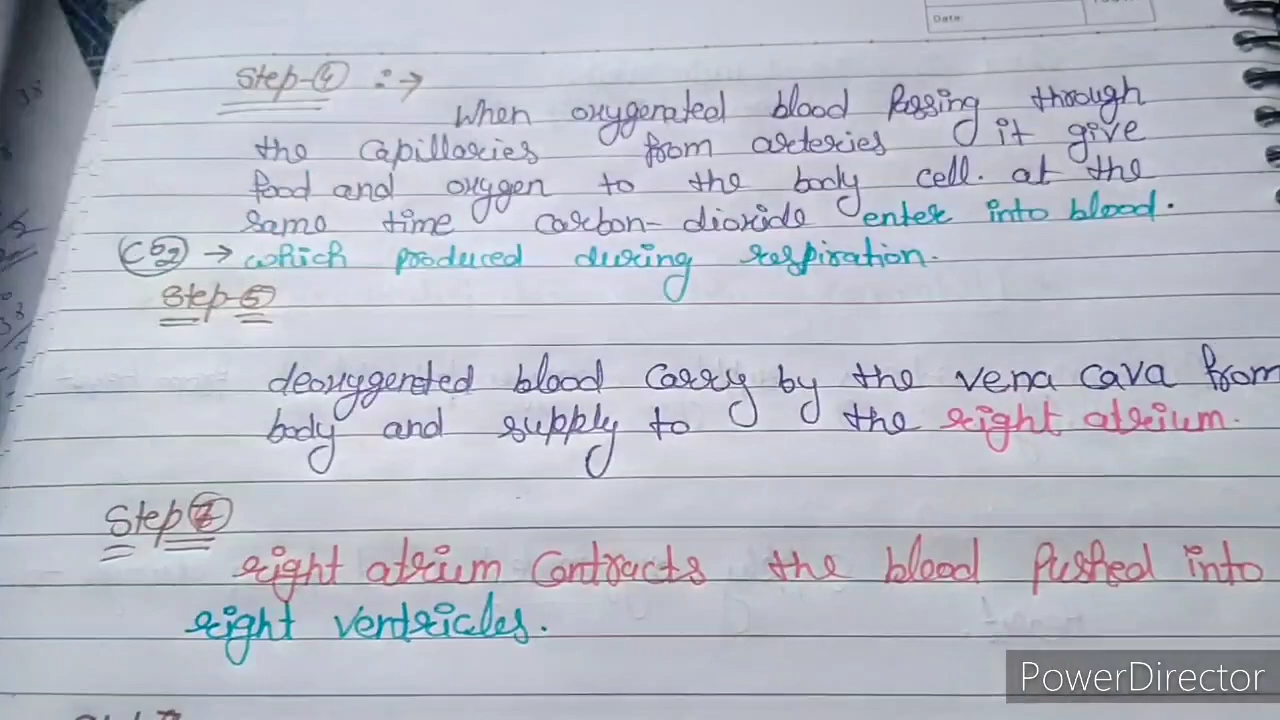 Date
Step-④ :→
When oxygenated blood Passing through
the capillaries from arteries it give
food and oxygen to the body cell. at the
same time carbon-dioxide enter into blood.
CO2 → which produced during respiration.
Step-5
deoxygenated blood carry by the vena cava from
body and supply to the right atrium.
Step
right atrium Contracts the blood Pushed into
right ventricles.
PowerDirector